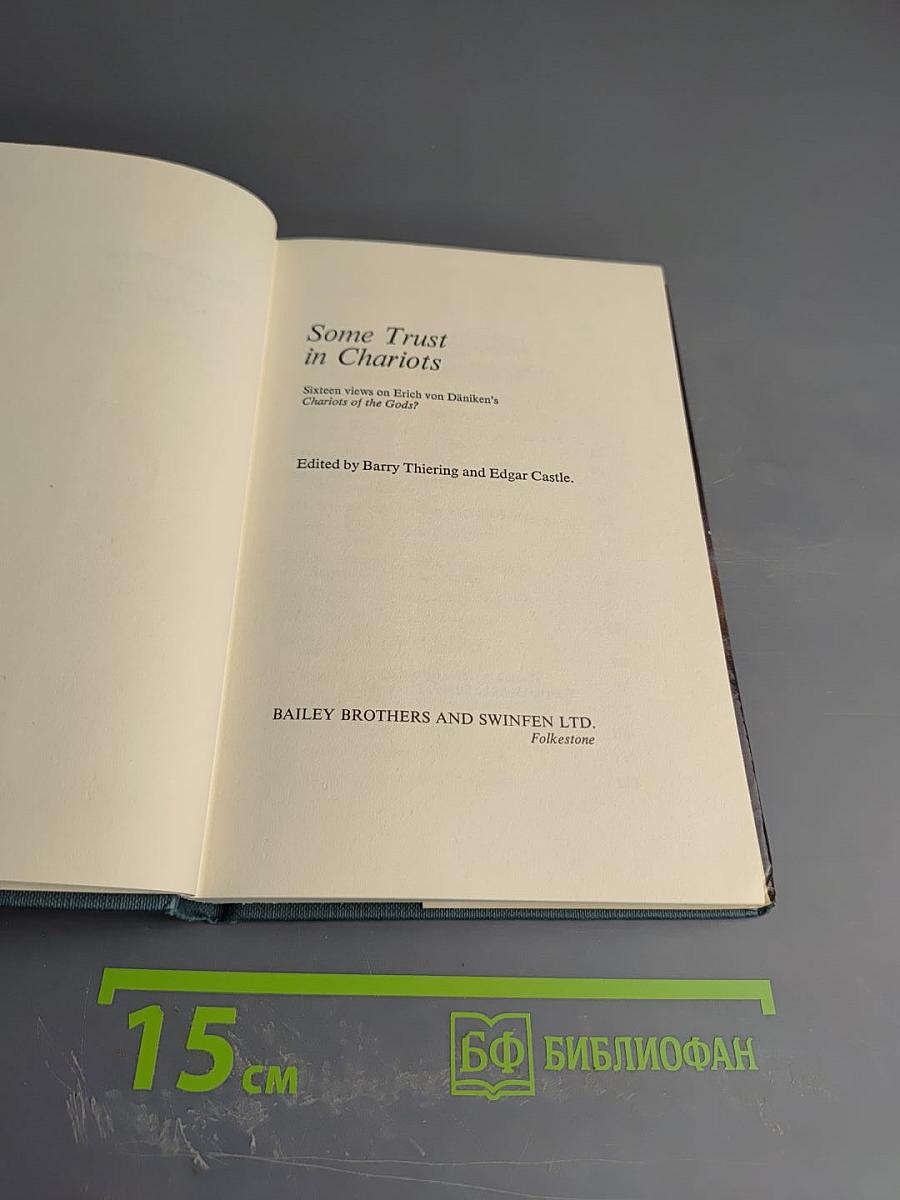 Some Trust
in Chariots
Sixteen views on Erich von Däniken's
Chariots of the Gods?
Edited by Barry Thiering and Edgar Castle.
BAILEY BROTHERS AND SWINFEN LTD.
Folkestone
15 см
БФ БИБЛИОФАН